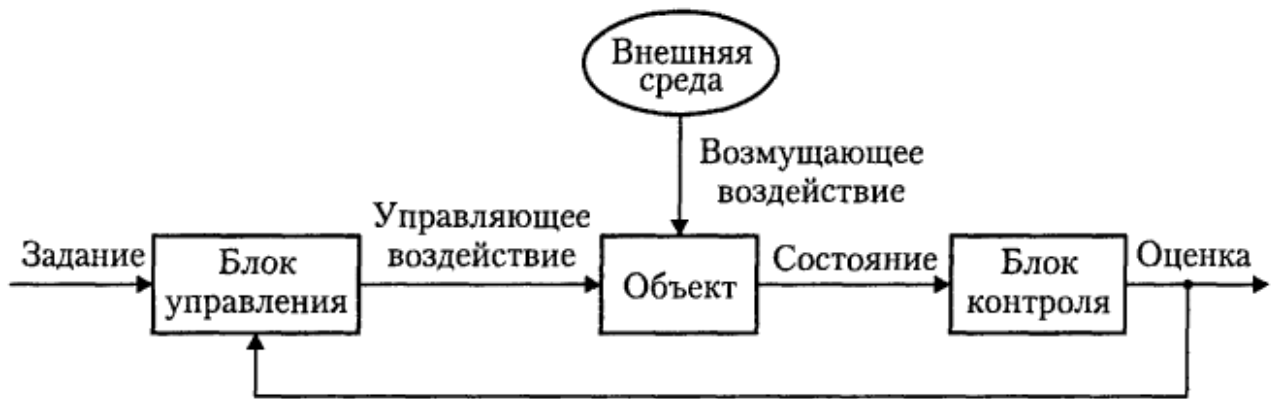 Внешняя
среда
Возмущающее
воздействие
Управляющее
воздействие
Задание
Блок
управления
Объект
Состояние
Блок
контроля
Оценка